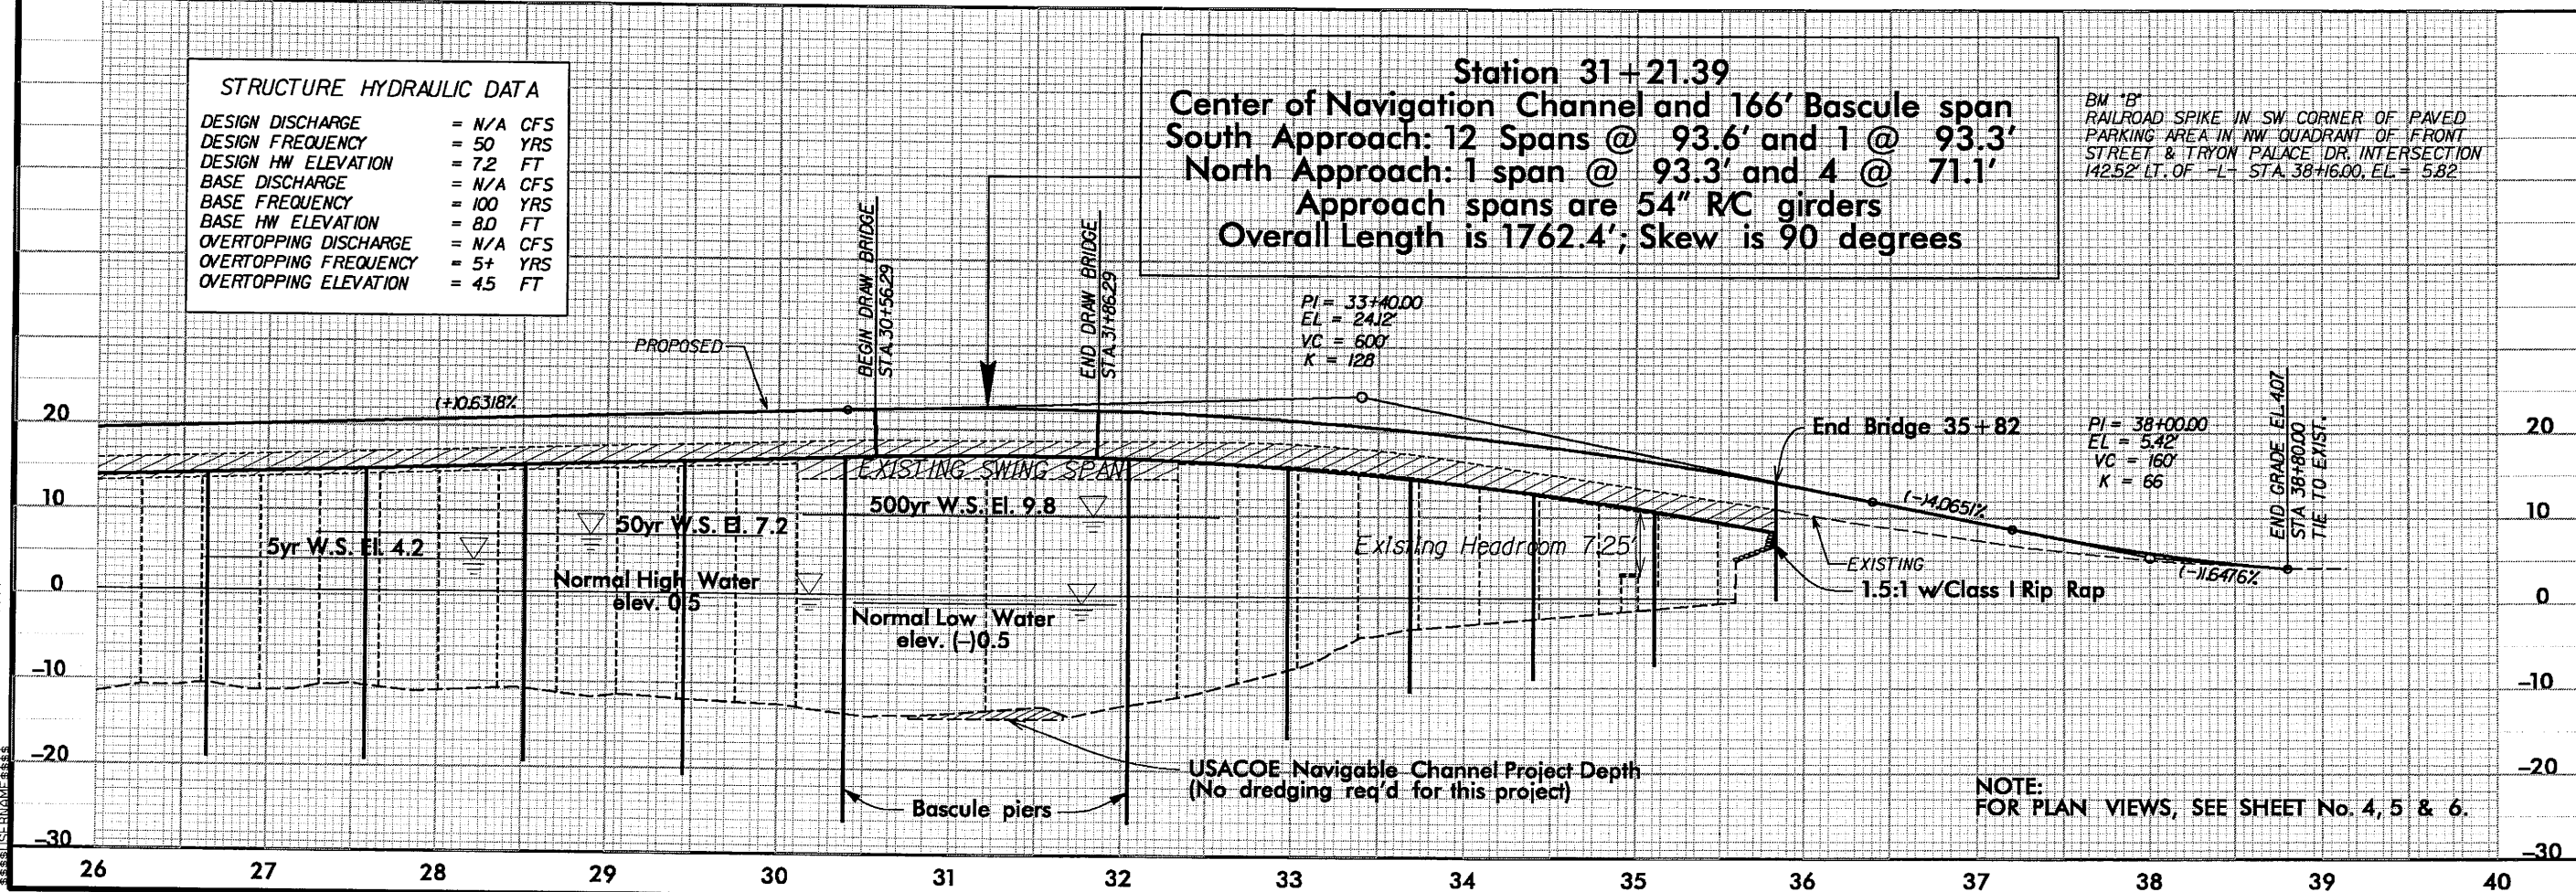 STRUCTURE HYDRAULIC DATA
DESIGN DISCHARGE = N/A CFS
DESIGN FREQUENCY = 50 YRS
DESIGN HW ELEVATION = 7.2 FT
BASE DISCHARGE = N/A CFS
BASE FREQUENCY = 100 YRS
BASE HW ELEVATION = 8.0 FT
OVERTOPPING DISCHARGE = N/A CFS
OVERTOPPING FREQUENCY = 5+ YRS
OVERTOPPING ELEVATION = 4.5 FT
Station 31+21.39
Center of Navigation Channel and 166' Bascule span
South Approach: 12 Spans @ 93.6' and 1 @ 93.3'
North Approach: 1 span @ 93.3' and 4 @ 71.1'
Approach spans are 54" R/C girders
Overall Length is 1762.4'; Skew is 90 degrees
BM "B"
RAILROAD SPIKE IN SW CORNER OF PAVED
PARKING AREA IN NW QUADRANT OF FRONT
STREET & TRYON PALACE DR. INTERSECTION
142.52' LT. OF -L- STA. 38+16.00, EL.= 5.82
BEGIN DRAW BRIDGE
STA. 30+56.29
END DRAW BRIDGE
STA. 31+86.29
PI = 33+40.00
EL = 24.12'
VC = 600'
K = 128
PROPOSED
(+)0.6318%
End Bridge 35+82
PI = 38+00.00
EL = 5.42'
VC = 160'
K = 66
END GRADE EL.4.07
STA 38+80.00
TIE TO EXIST.
(-)4.0651%
(-)1.6476%
EXISTING
1.5:1 w/Class I Rip Rap
EXISTING SWING SPAN
500yr W.S. El. 9.8
50yr W.S. El. 7.2
5yr W.S. El. 4.2
Existing Headroom 7.25'
Normal High Water
elev. 0.5
Normal Low Water
elev. (-)0.5
USACOE Navigable Channel Project Depth
(No dredging req'd for this project)
Bascule piers
NOTE:
FOR PLAN VIEWS, SEE SHEET No. 4, 5 & 6.
20
10
0
-10
-20
-30
20
10
0
-10
-20
-30
26 27 28 29 30 31 32 33 34 35 36 37 38 39 40